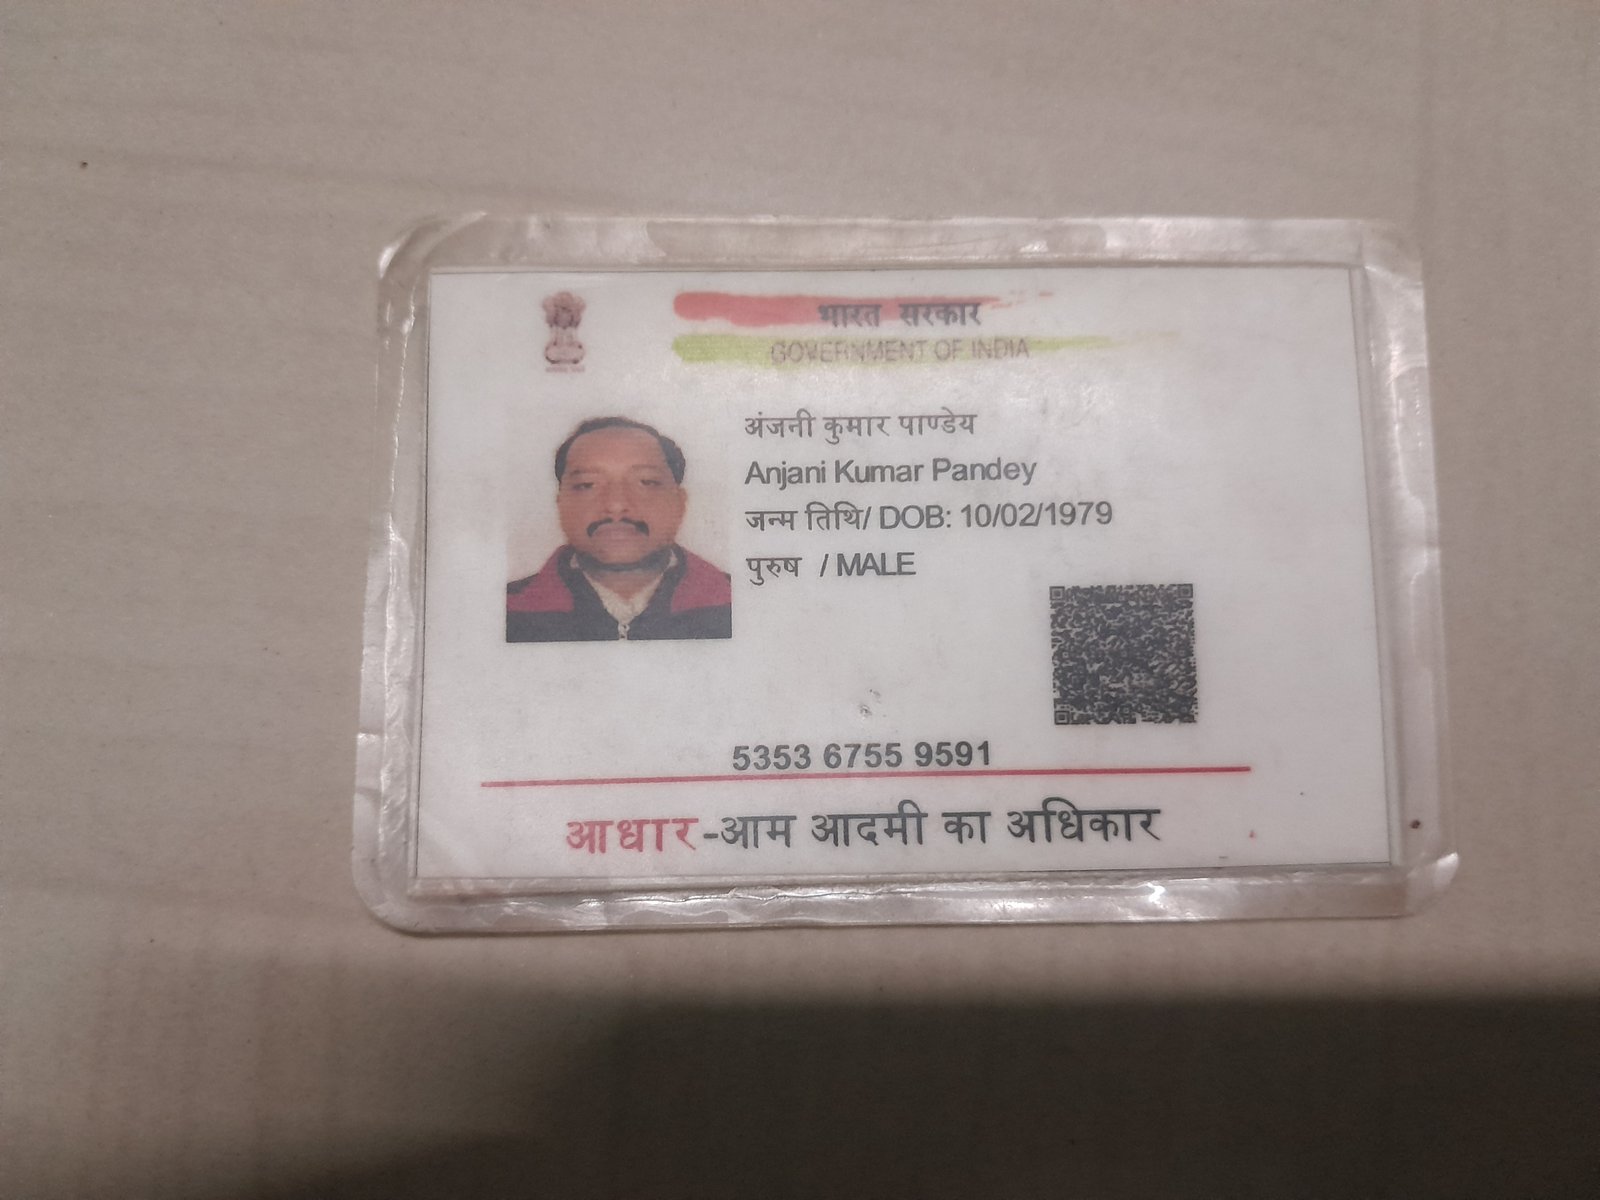 भारत सरकार
GOVERNMENT OF INDIA
अंजनी कुमार पाण्डेय
Anjani Kumar Pandey
जन्म तिथि/ DOB: 10/02/1979
पुरुष / MALE
5353 6755 9591
आधार-आम आदमी का अधिकार